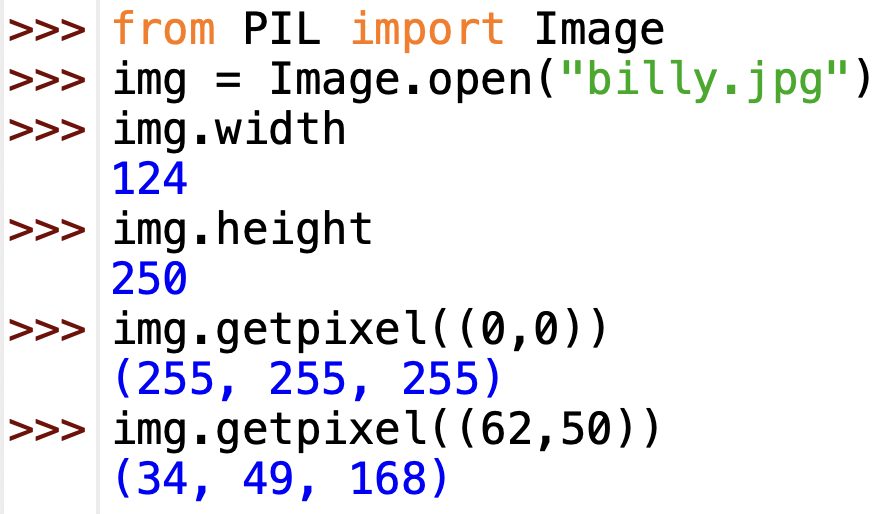 >>> from PIL import Image
>>> img = Image.open("billy.jpg")
>>> img.width
124
>>> img.height
250
>>> img.getpixel((0,0))
(255, 255, 255)
>>> img.getpixel((62,50))
(34, 49, 168)